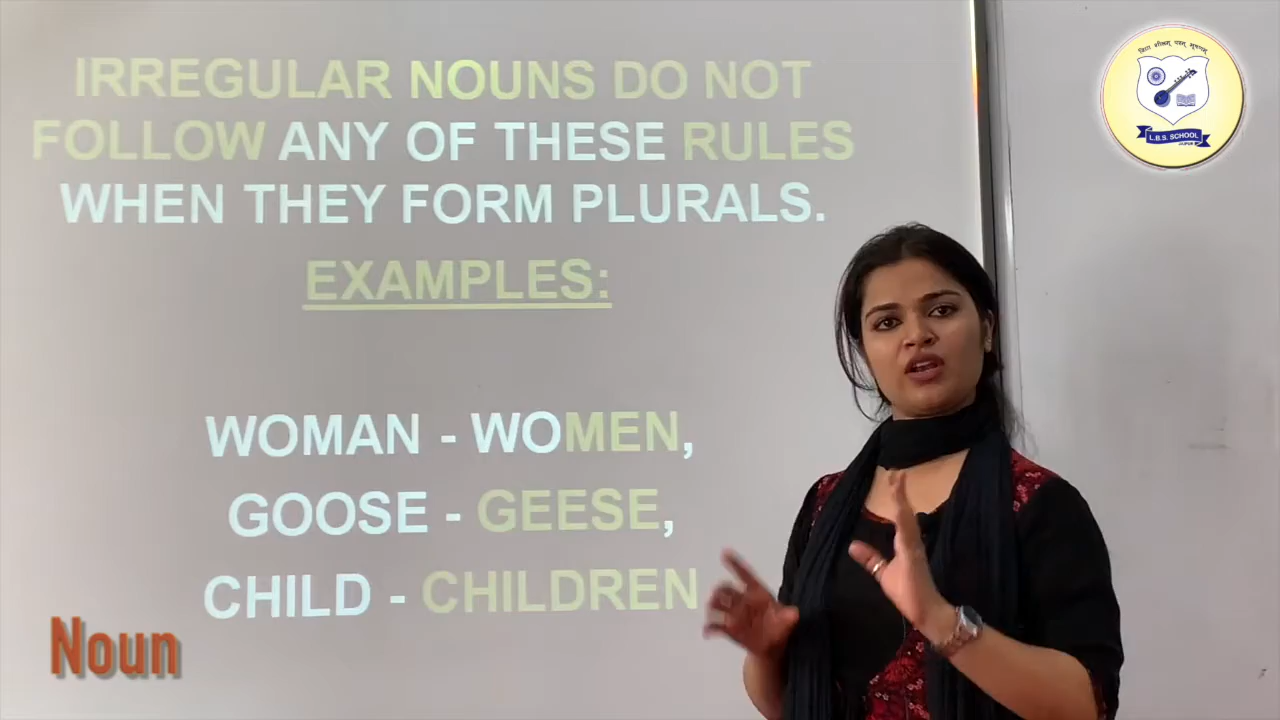 IRREGULAR NOUNS DO NOT
FOLLOW ANY OF THESE RULES
WHEN THEY FORM PLURALS.
EXAMPLES:
WOMAN - WOMEN,
GOOSE - GEESE,
CHILD - CHILDREN
Noun
L.B.S. SCHOOL
JAIPUR